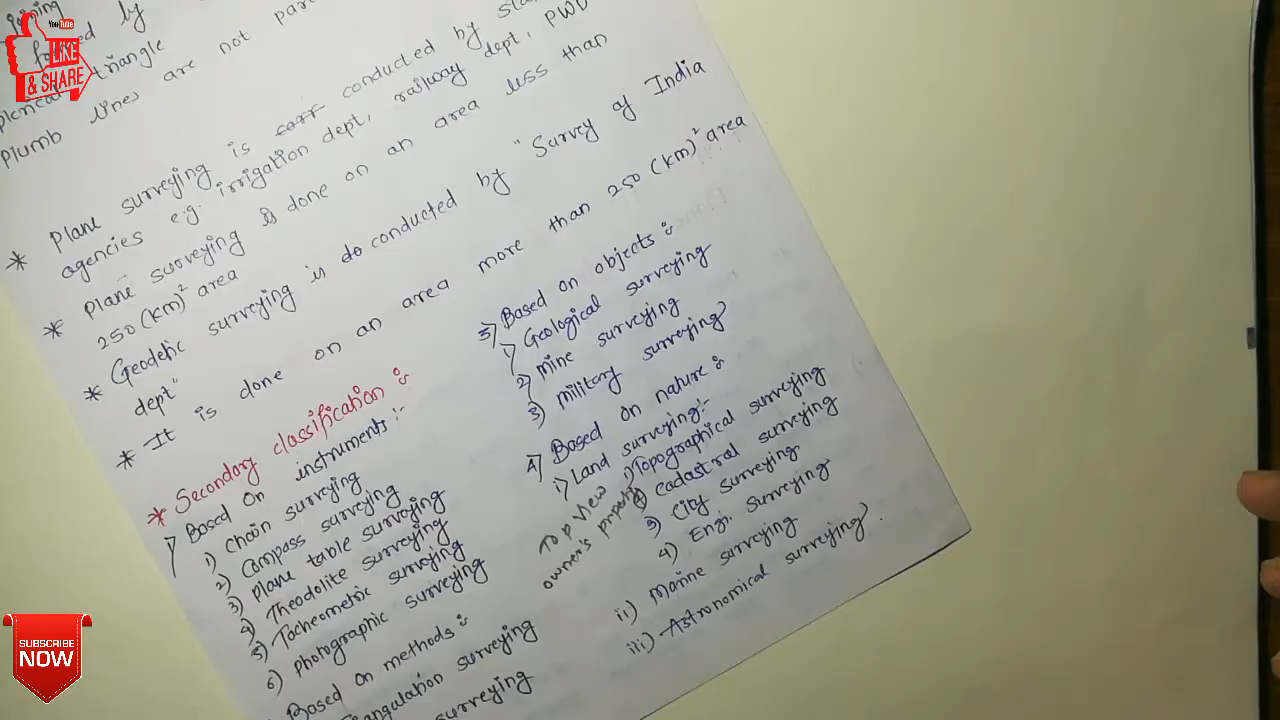 YouTube
LIKE
& SHARE
joining
formed by
triangle
Plumb lines are not par
* Plane surveying is conducted by sta
agencies e.g. irrigation dept, railway dept, PWD
* Plane surveying is done on an area less than
250 (km)² area
* Geodetic surveying is do conducted by "Survey of India
dept"
* It is done on an area more than 250 (km)² area
* Secondary classification :
1) Based on instruments :-
1) Chain surveying
2) Compass surveying
3) Plane table surveying
4) Theodolite surveying
5) Tacheometric surveying
6) Photographic surveying
Based on methods :
Triangulation surveying
surveying
3) Based on objects :
1) Geological surveying
2) mine surveying
3) military surveying
4) Based on nature :
i) Land surveying:-
Top view 1) Topographical surveying
owner's property 2) Cadastral surveying
3) City surveying
4) Engi. Surveying
ii) Marine surveying
iii) Astronomical surveying.
SUBSCRIBE
NOW